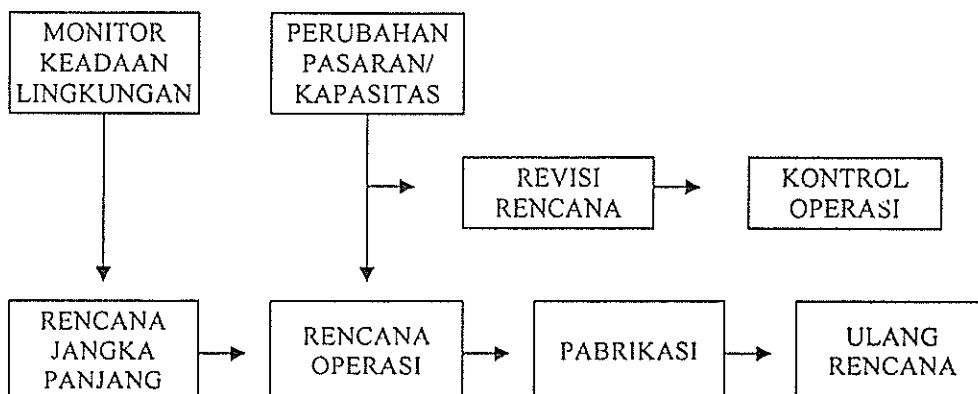 MONITOR
KEADAAN
LINGKUNGAN
PERUBAHAN
PASARAN/
KAPASITAS
REVISI
RENCANA
KONTROL
OPERASI
RENCANA
JANGKA
PANJANG
RENCANA
OPERASI
PABRIKASI
ULANG
RENCANA